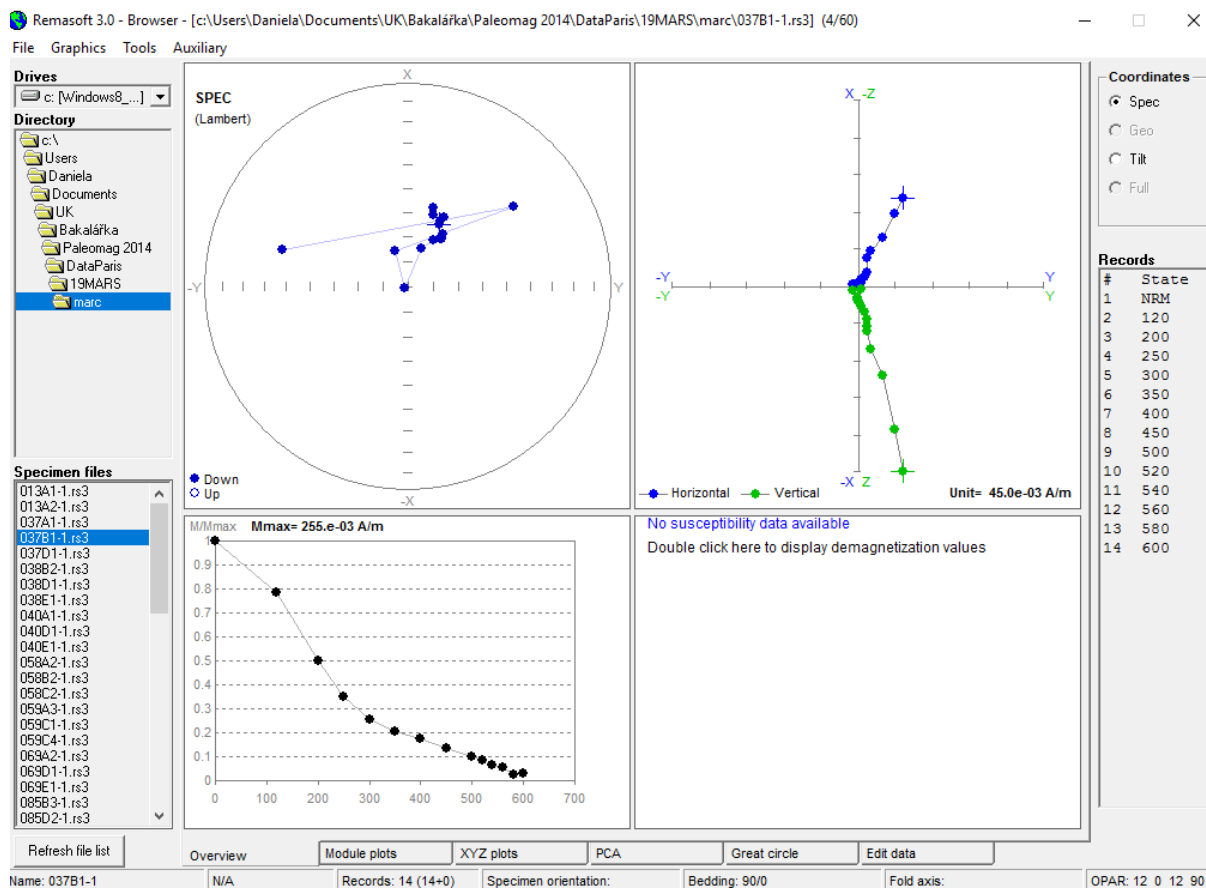 Remasoft 3.0 - Browser - [c:\Users\Daniela\Documents\UK\Bakalářka\Paleomag 2014\DataParis\19MARS\marc\037B1-1.rs3] (4/60)
File Graphics Tools Auxiliary
Drives
c: [Windows8_...]
Directory
c:\
Users
Daniela
Documents
UK
Bakalářka
Paleomag 2014
DataParis
19MARS
marc
Specimen files
013A1-1.rs3
013A2-1.rs3
037A1-1.rs3
037B1-1.rs3
037D1-1.rs3
038B2-1.rs3
038D1-1.rs3
038E1-1.rs3
040A1-1.rs3
040D1-1.rs3
040E1-1.rs3
058A2-1.rs3
058B2-1.rs3
058C2-1.rs3
059A3-1.rs3
059C1-1.rs3
059C4-1.rs3
069A2-1.rs3
069D1-1.rs3
069E1-1.rs3
085B3-1.rs3
085D2-1.rs3
Refresh file list
X
SPEC
(Lambert)
-Y
Y
Down
Up
-X
X -Z
-Y Y
-Y Y
-X Z
Horizontal Vertical Unit= 45.0e-03 A/m
M/Mmax Mmax= 255.e-03 A/m
1
0.9
0.8
0.7
0.6
0.5
0.4
0.3
0.2
0.1
0
0 100 200 300 400 500 600 700
No susceptibility data available
Double click here to display demagnetization values
Coordinates
Spec
Geo
Tilt
Full
Records
# State
1 NRM
2 120
3 200
4 250
5 300
6 350
7 400
8 450
9 500
10 520
11 540
12 560
13 580
14 600
Overview Module plots XYZ plots PCA Great circle Edit data
Name: 037B1-1 N/A Records: 14 (14+0) Specimen orientation: Bedding: 90/0 Fold axis: OPAR: 12 0 12 90